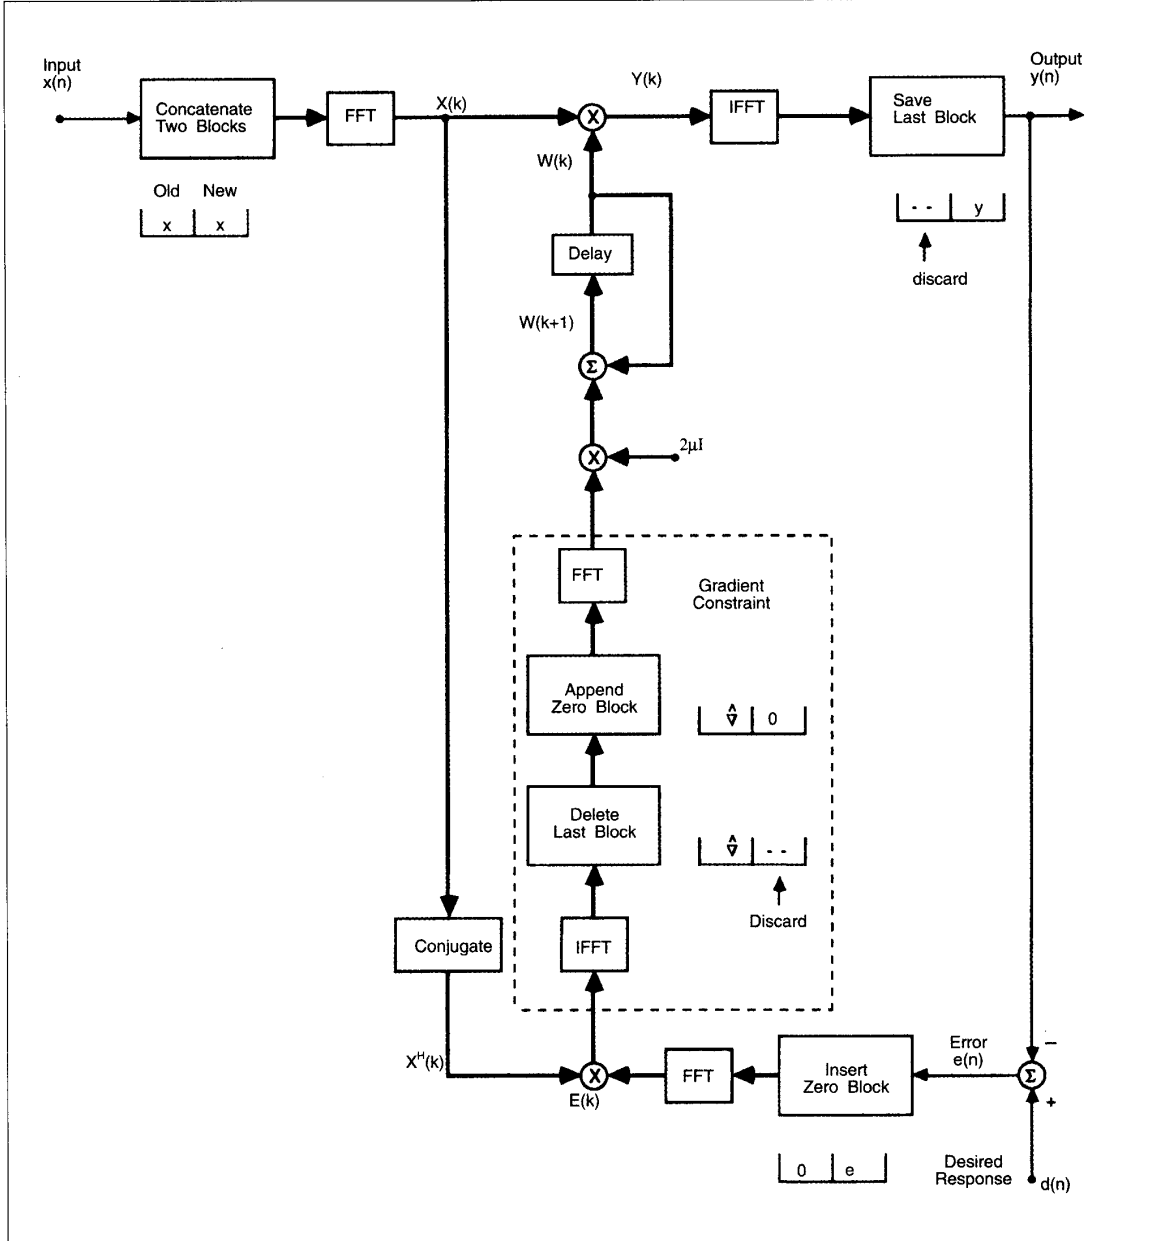 Input
x(n)
Concatenate
Two Blocks
FFT
X(k)
X
Y(k)
IFFT
Save
Last Block
Output
y(n)
Old New
x x
W(k)
- - y
discard
Delay
W(k+1)
Σ
X
2μI
FFT
Gradient
Constraint
Append
Zero Block
∇̂ 0
Delete
Last Block
∇̂ - -
Discard
Conjugate
IFFT
Xᴴ(k)
X
E(k)
FFT
Insert
Zero Block
Error
e(n)
−
Σ
+
0 e
Desired
Response
d(n)